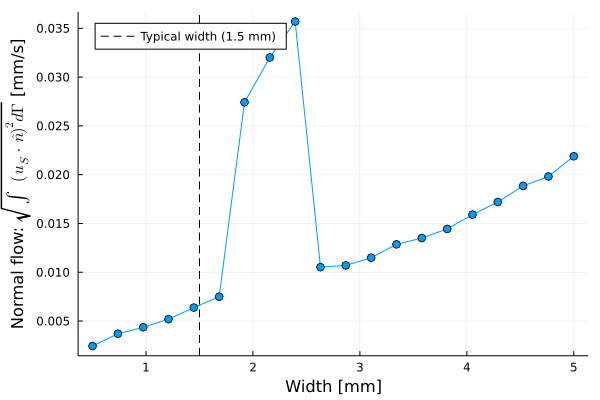 Typical width (1.5 mm)
0.035
0.030
0.025
0.020
0.015
0.010
0.005
1 2 3 4 5
Width [mm]
Normal flow: √∫ (u_S · n̂)² dΓ [mm/s]